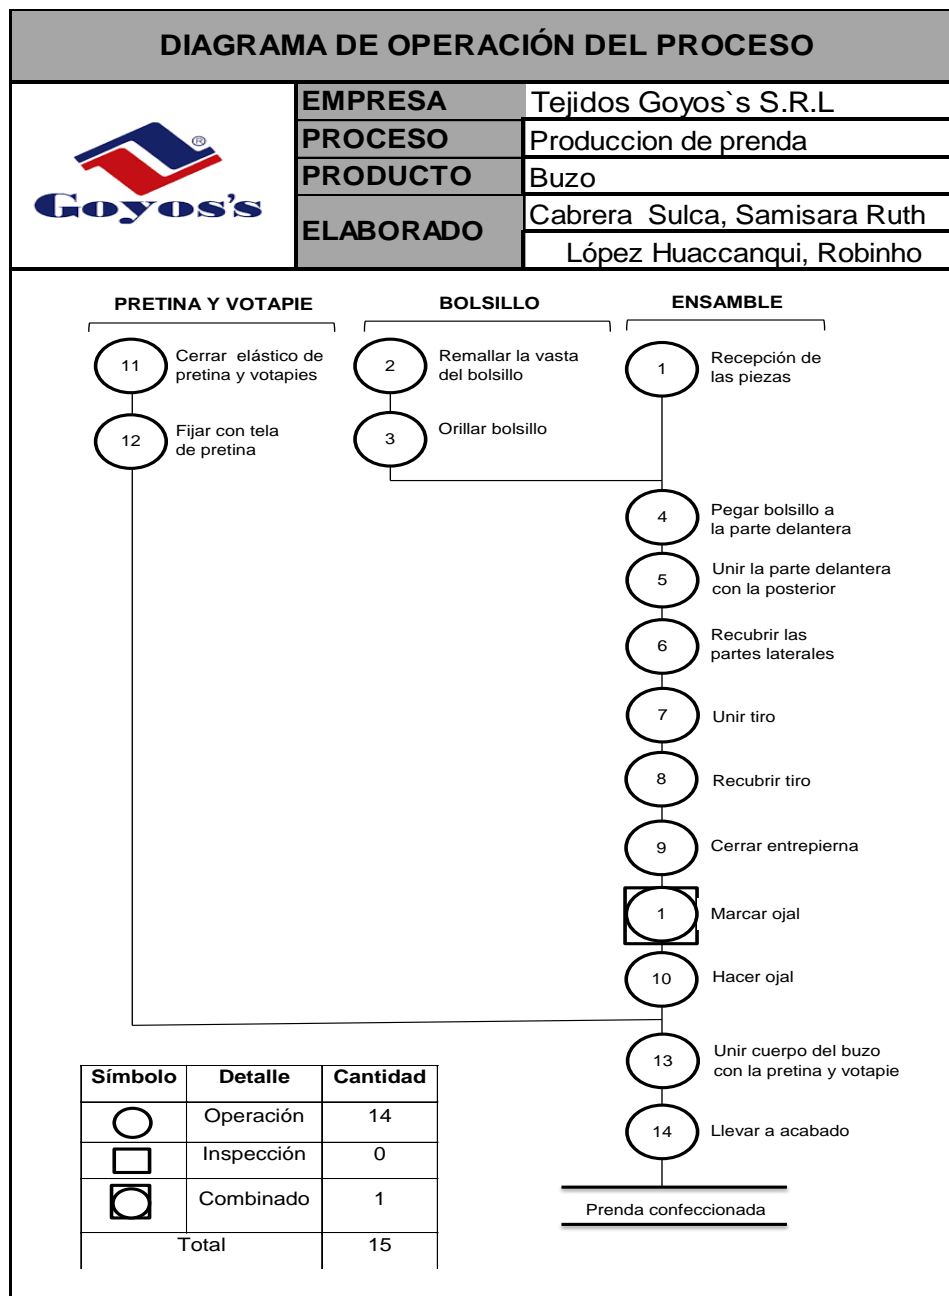 DIAGRAMA DE OPERACIÓN DEL PROCESO
Goyos's
®
EMPRESA
Tejidos Goyos`s S.R.L
PROCESO
Produccion de prenda
PRODUCTO
Buzo
ELABORADO
Cabrera Sulca, Samisara Ruth
López Huaccanqui, Robinho
PRETINA Y VOTAPIE
11
Cerrar elástico de
pretina y votapies
12
Fijar con tela
de pretina
BOLSILLO
2
Remallar la vasta
del bolsillo
3
Orillar bolsillo
ENSAMBLE
1
Recepción de
las piezas
4
Pegar bolsillo a
la parte delantera
5
Unir la parte delantera
con la posterior
6
Recubrir las
partes laterales
7
Unir tiro
8
Recubrir tiro
9
Cerrar entrepierna
1
Marcar ojal
10
Hacer ojal
13
Unir cuerpo del buzo
con la pretina y votapie
14
Llevar a acabado
Prenda confeccionada
Símbolo Detalle Cantidad
Operación 14
Inspección 0
Combinado 1
Total 15